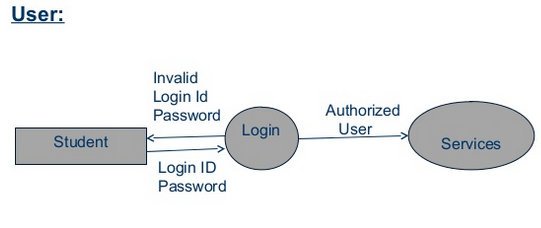 User:
Invalid
Login Id
Password
Student
Login
Authorized
User
Services
Login ID
Password